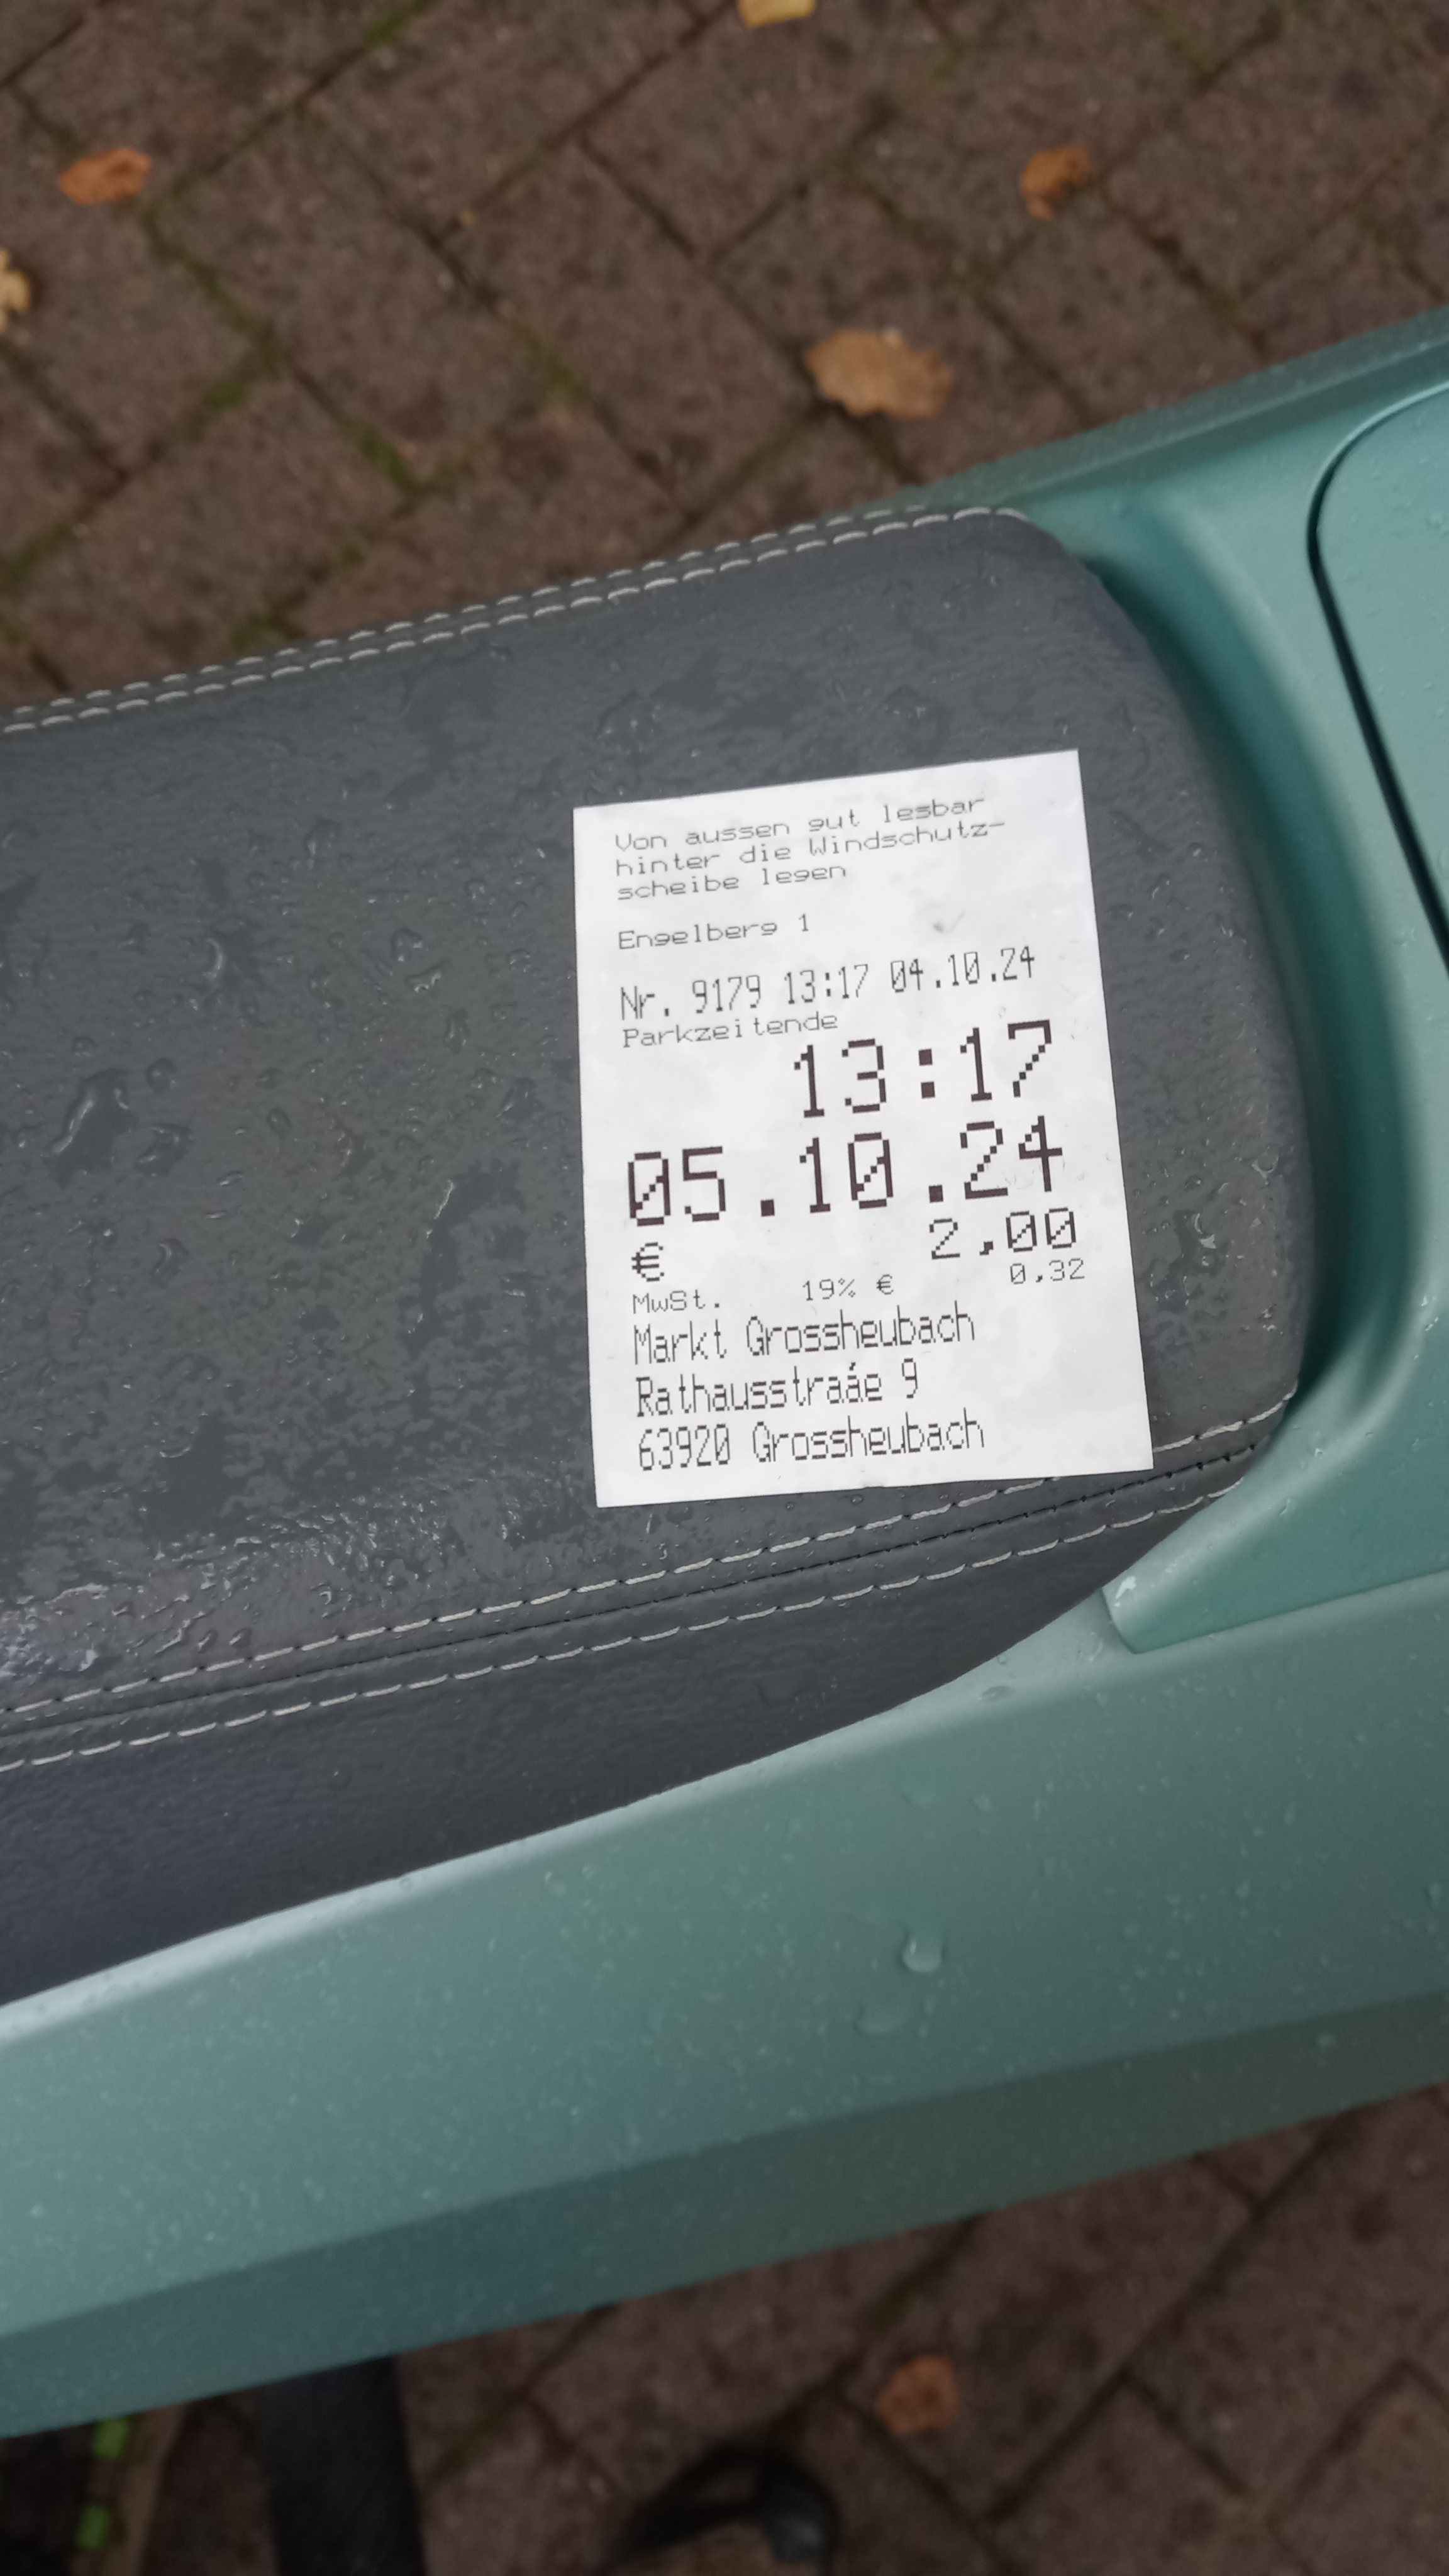 Von aussen gut lesbar
hinter die Windschutz-
scheibe legen
Engelberg 1
Nr. 9179 13:17 04.10.24
Parkzeitende
13:17
05.10.24
€ 2,00
MwSt. 19% € 0,32
Markt Grossheubach
Rathausstraáe 9
63920 Grossheubach